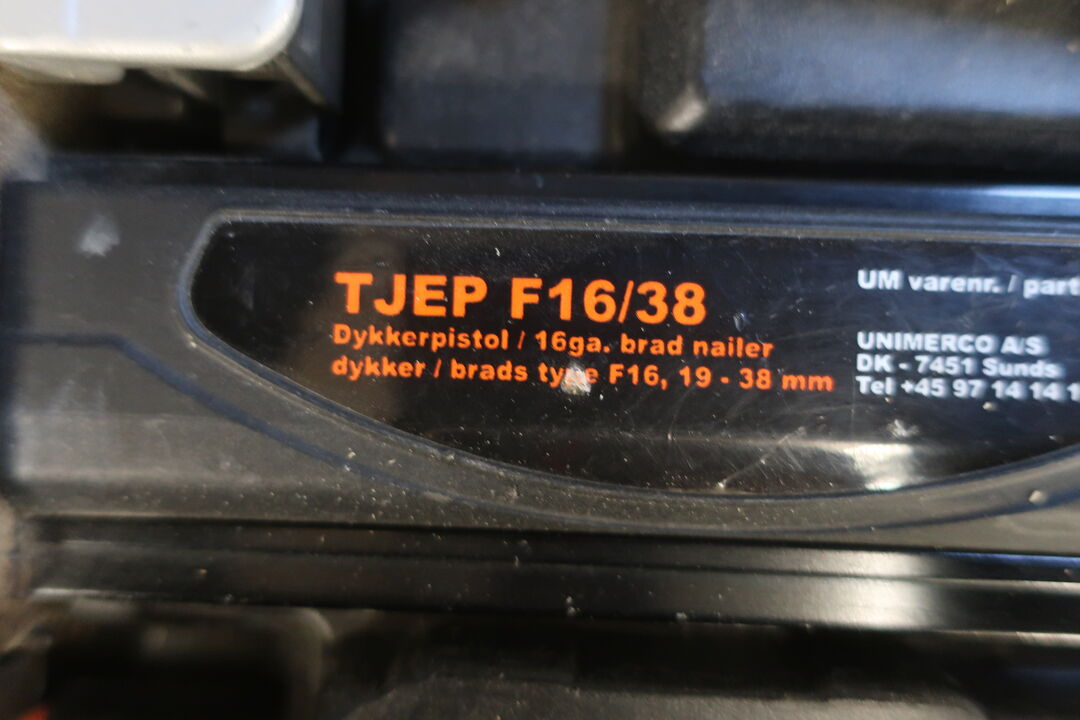 TJEP F16/38
Dykkerpistol / 16ga. brad nailer
dykker / brads type F16, 19 - 38 mm
UM varenr. / part
UNIMERCO A/S
DK - 7451 Sunds
Tel +45 97 14 14 1